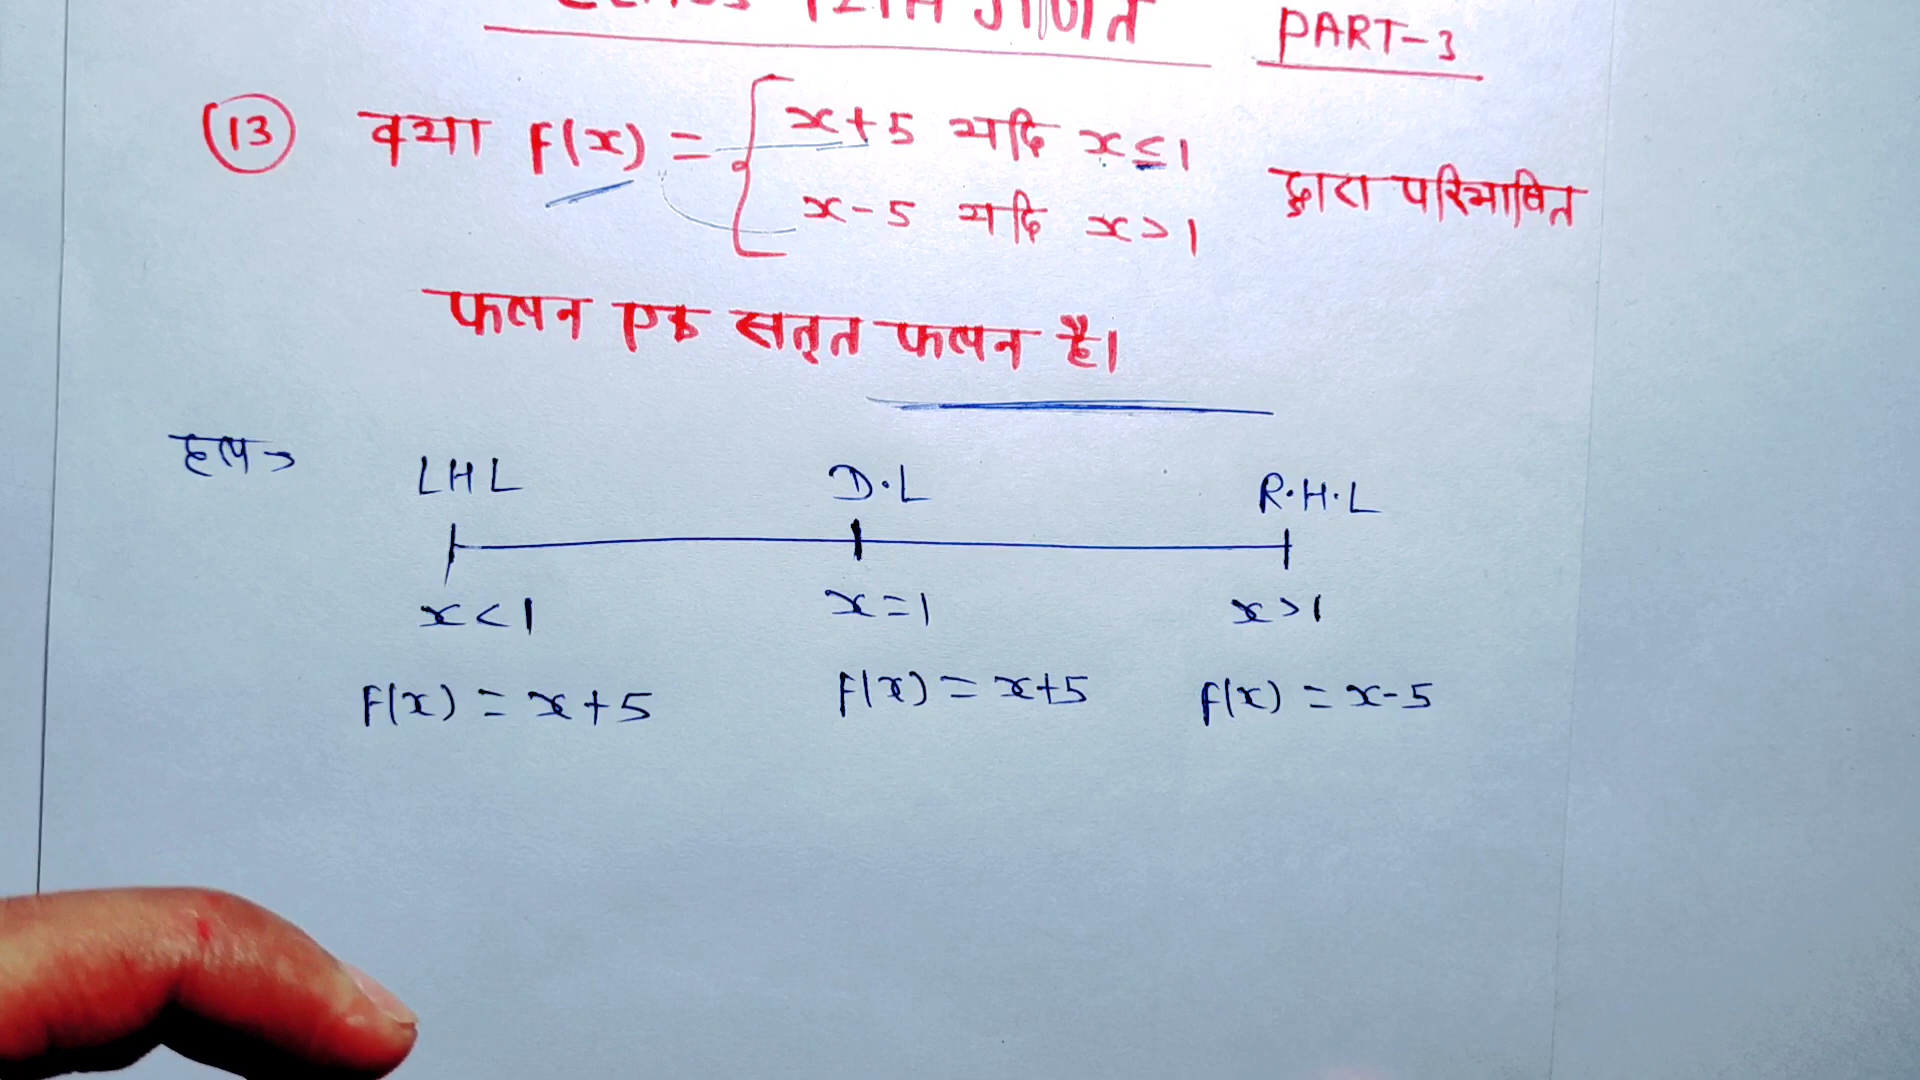 PART-3
(13) क्या F(x) = { x+5 यदि x≤1
x-5 यदि x>1 द्वारा परिभाषित
फलन एक सतत फलन है।
हल→ LHL D.L R.H.L
x<1 x=1 x>1
F(x) = x+5 F(x) = x+5 F(x) = x-5